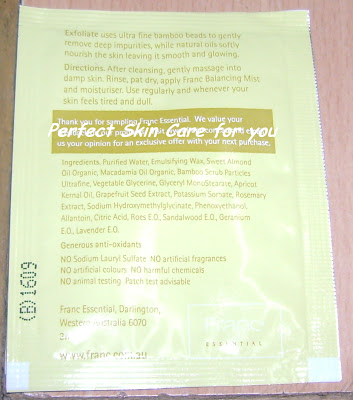 Exfoliate uses ultra fine bamboo beads to gently
remove deep impurities, while natural oils softly
nourish the skin leaving it smooth and glowing.
Directions. After cleansing, gently massage into
damp skin. Rinse, pat dry, apply Franc Balancing Mist
and moisturiser. Use regularly and whenever your
skin feels tired and dull.
Thank you for sampling Franc Essential. We value your
Perfect Skin Care for you
us your opinion for an exclusive offer with your next purchase.
Ingredients. Purified Water, Emulsifying Wax, Sweet Almond
Oil Organic, Macadamia Oil Organic, Bamboo Scrub Particles
Ultrafine, Vegetable Glycerine, Glyceryl MonoStearate, Apricot
Kernal Oil, Grapefruit Seed Extract, Potassium Sornate, Rosemary
Extract, Sodium Hydroxymethylglycinate, Phenoxyethanol,
Allantoin, Citric Acid, Roes E.O., Sandalwood E.O., Geranium
E.O., Lavender E.O.
Generous anti-oxidants
NO Sodium Lauryl Sulfate NO artificial fragrances
NO artificial colours NO harmful chemicals
NO animal testing Patch test advisable
(B)1609
Franc Essential, Darlington,
Western Australia 6070
franc
ESSENTIAL
www.franc.com.au